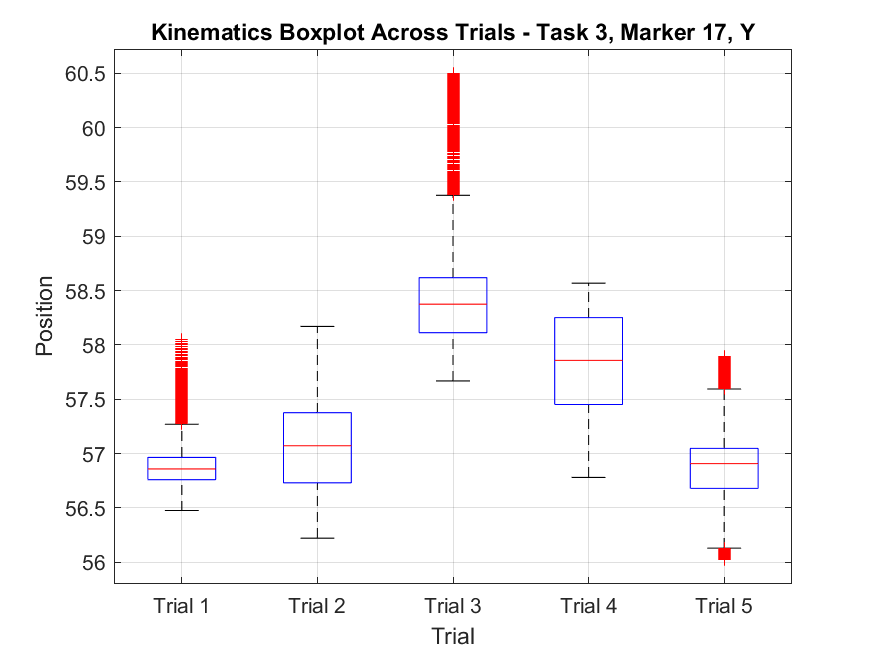 Kinematics Boxplot Across Trials - Task 3, Marker 17, Y
60.5
60
59.5
59
58.5
58
57.5
57
56.5
56
Position
Trial 1 Trial 2 Trial 3 Trial 4 Trial 5
Trial